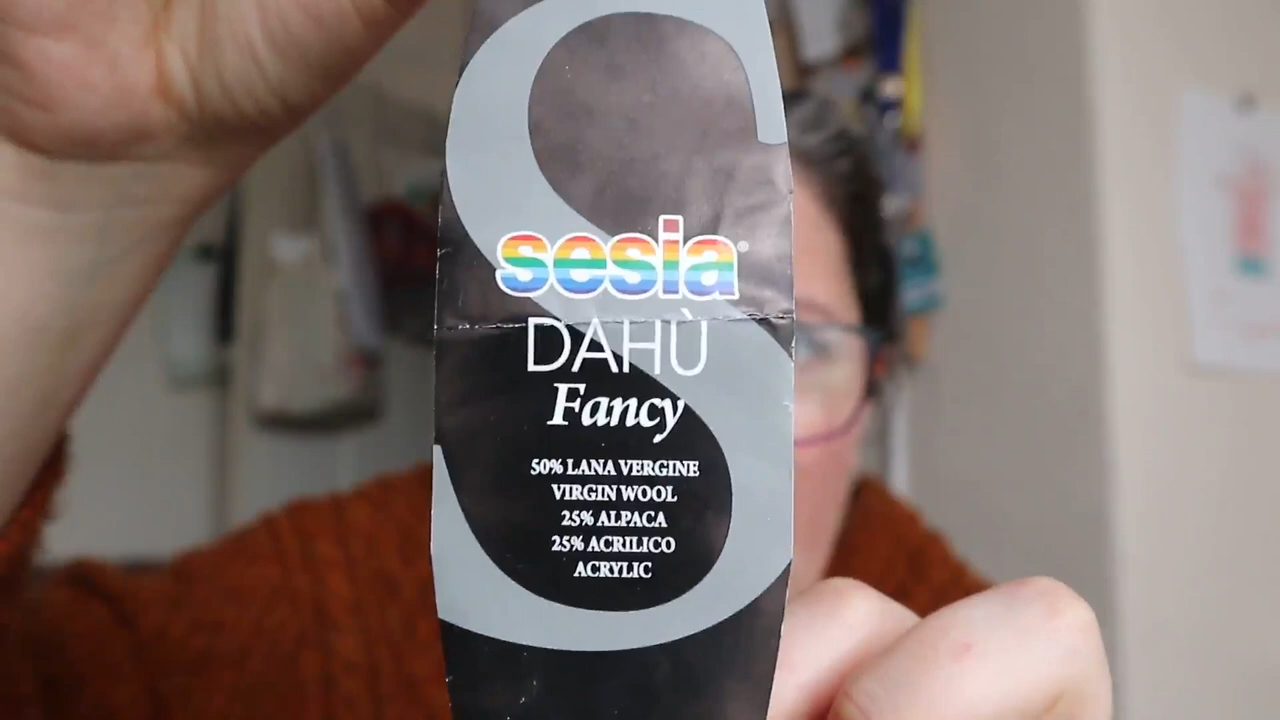 sesia®
DAHÙ
Fancy
50% LANA VERGINE
VIRGIN WOOL
25% ALPACA
25% ACRILICO
ACRYLIC